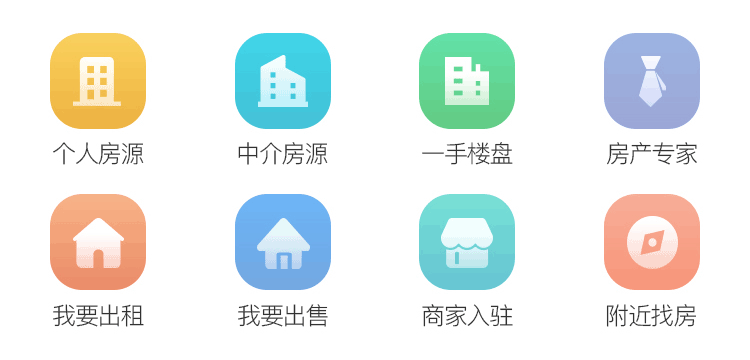 个人房源
中介房源
一手楼盘
房产专家
我要出租
我要出售
商家入驻
附近找房